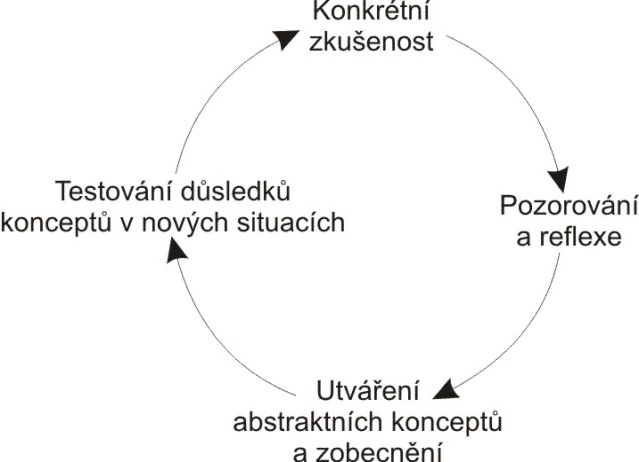 Konkrétní
zkušenost
Pozorování
a reflexe
Utváření
abstraktních konceptů
a zobecnění
Testování důsledků
konceptů v nových situacích